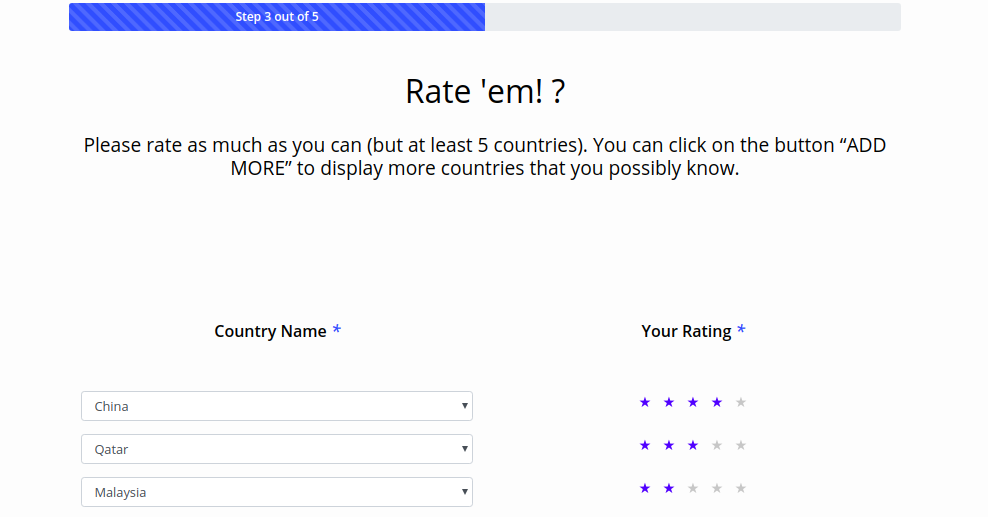 Step 3 out of 5
Rate 'em! ?
Please rate as much as you can (but at least 5 countries). You can click on the button “ADD
MORE” to display more countries that you possibly know.
Country Name * Your Rating *
China
Qatar
Malaysia